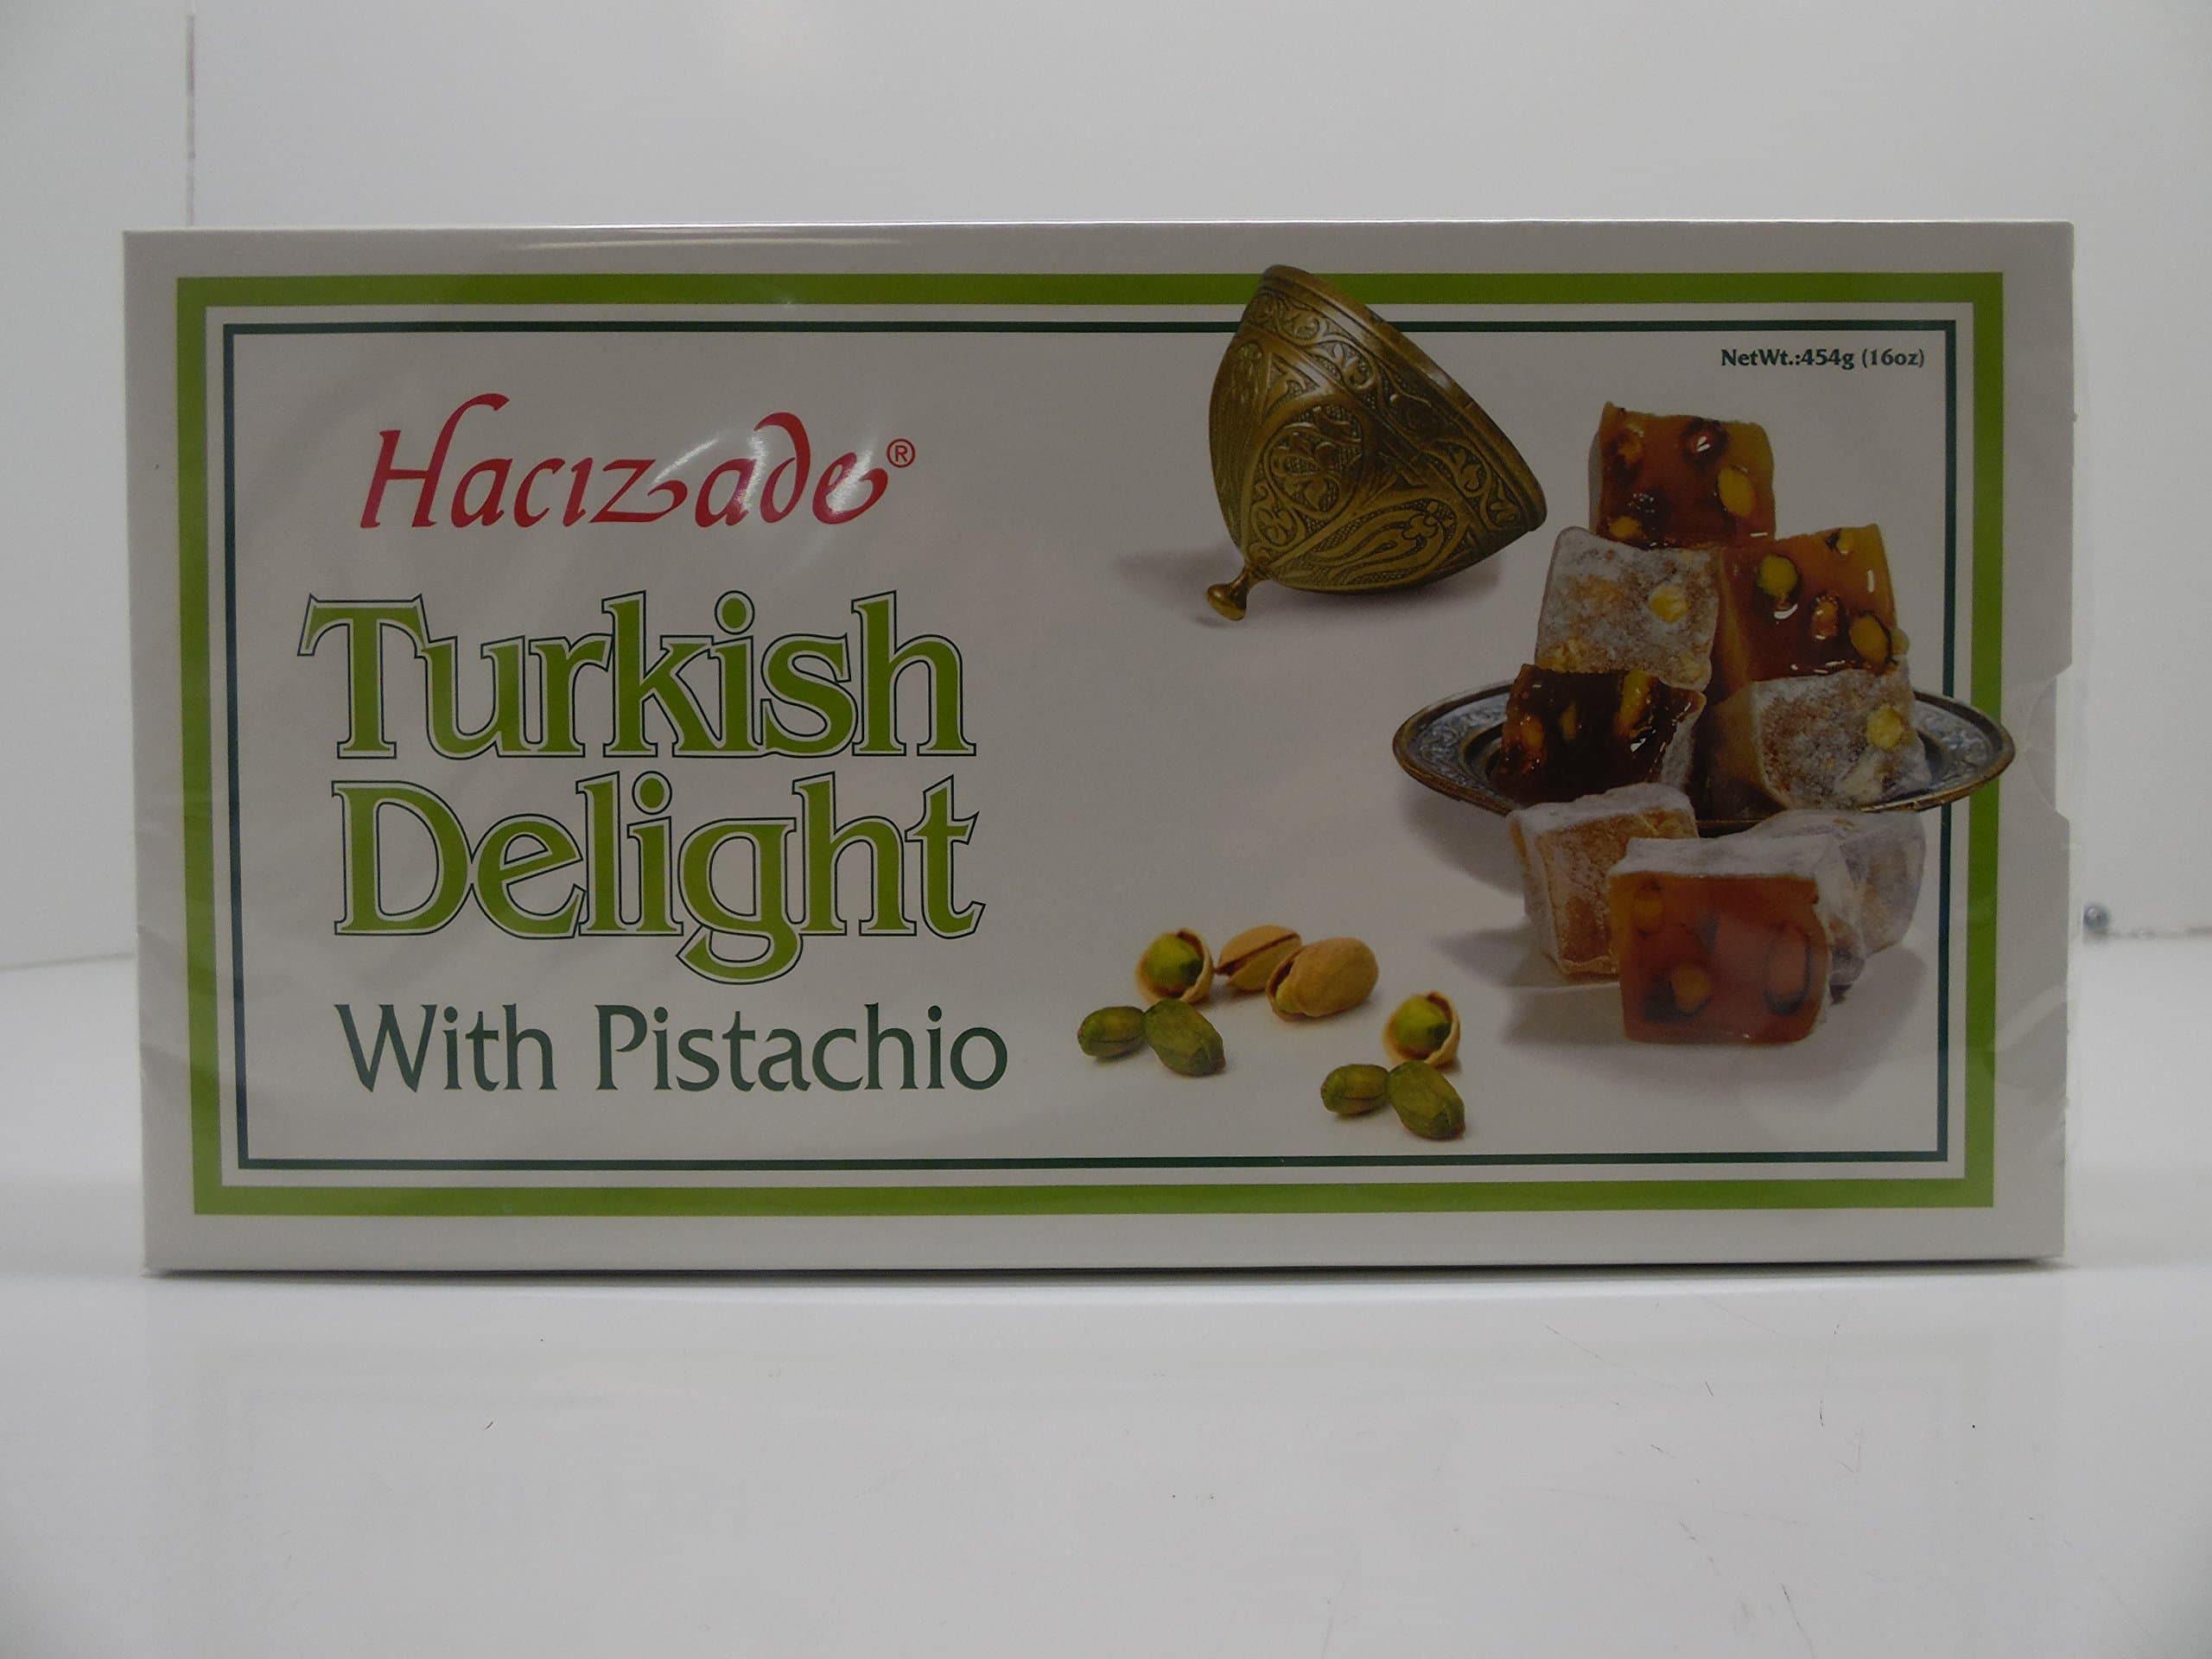 NetWt.:454g (16oz)
Hacızade®
Turkish
Delight
With Pistachio